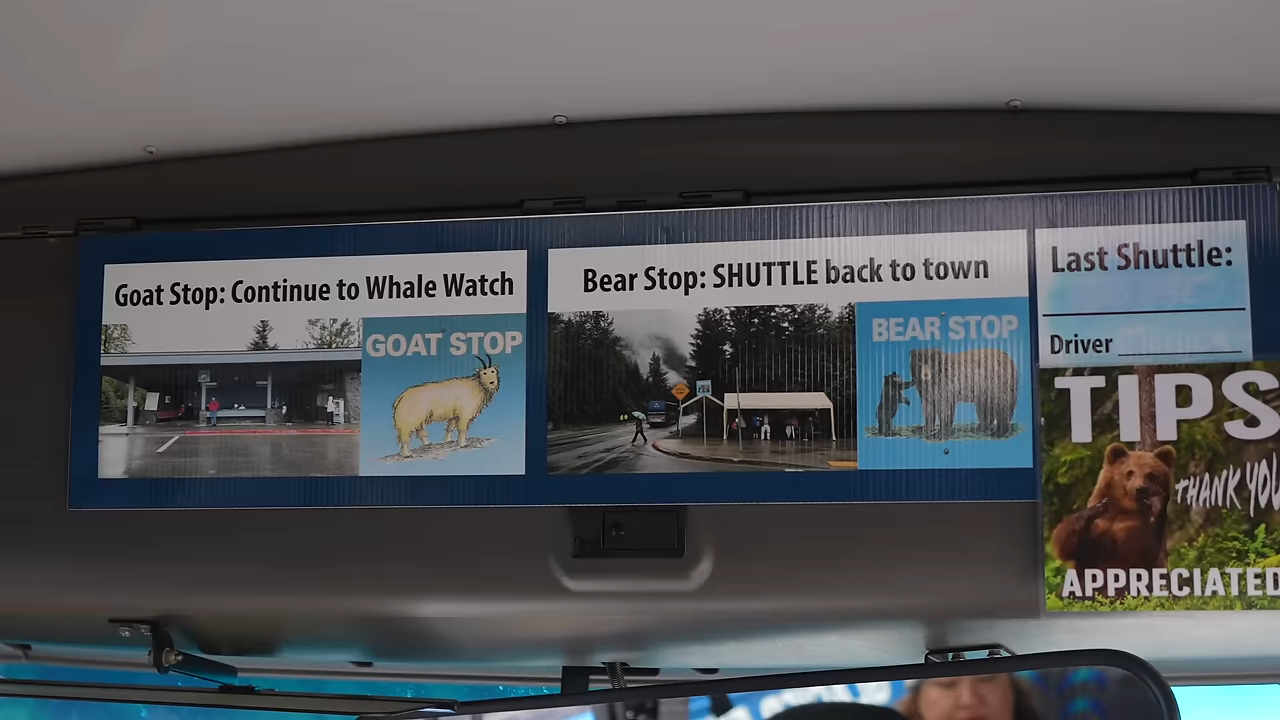 Goat Stop: Continue to Whale Watch
GOAT STOP
Bear Stop: SHUTTLE back to town
BEAR STOP
Last Shuttle:
Driver
TIPS
THANK YOU
APPRECIATED